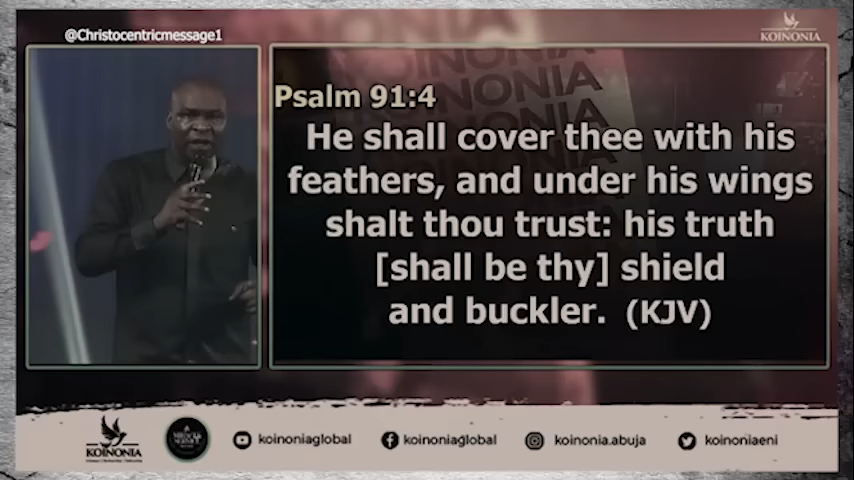 @Christocentricmessage1
KOINONIA
Psalm 91:4
He shall cover thee with his
feathers, and under his wings
shalt thou trust: his truth
[shall be thy] shield
and buckler. (KJV)
KOINONIA
koinoniaglobal
koinoniaglobal
koinonia.abuja
koinoniaeni